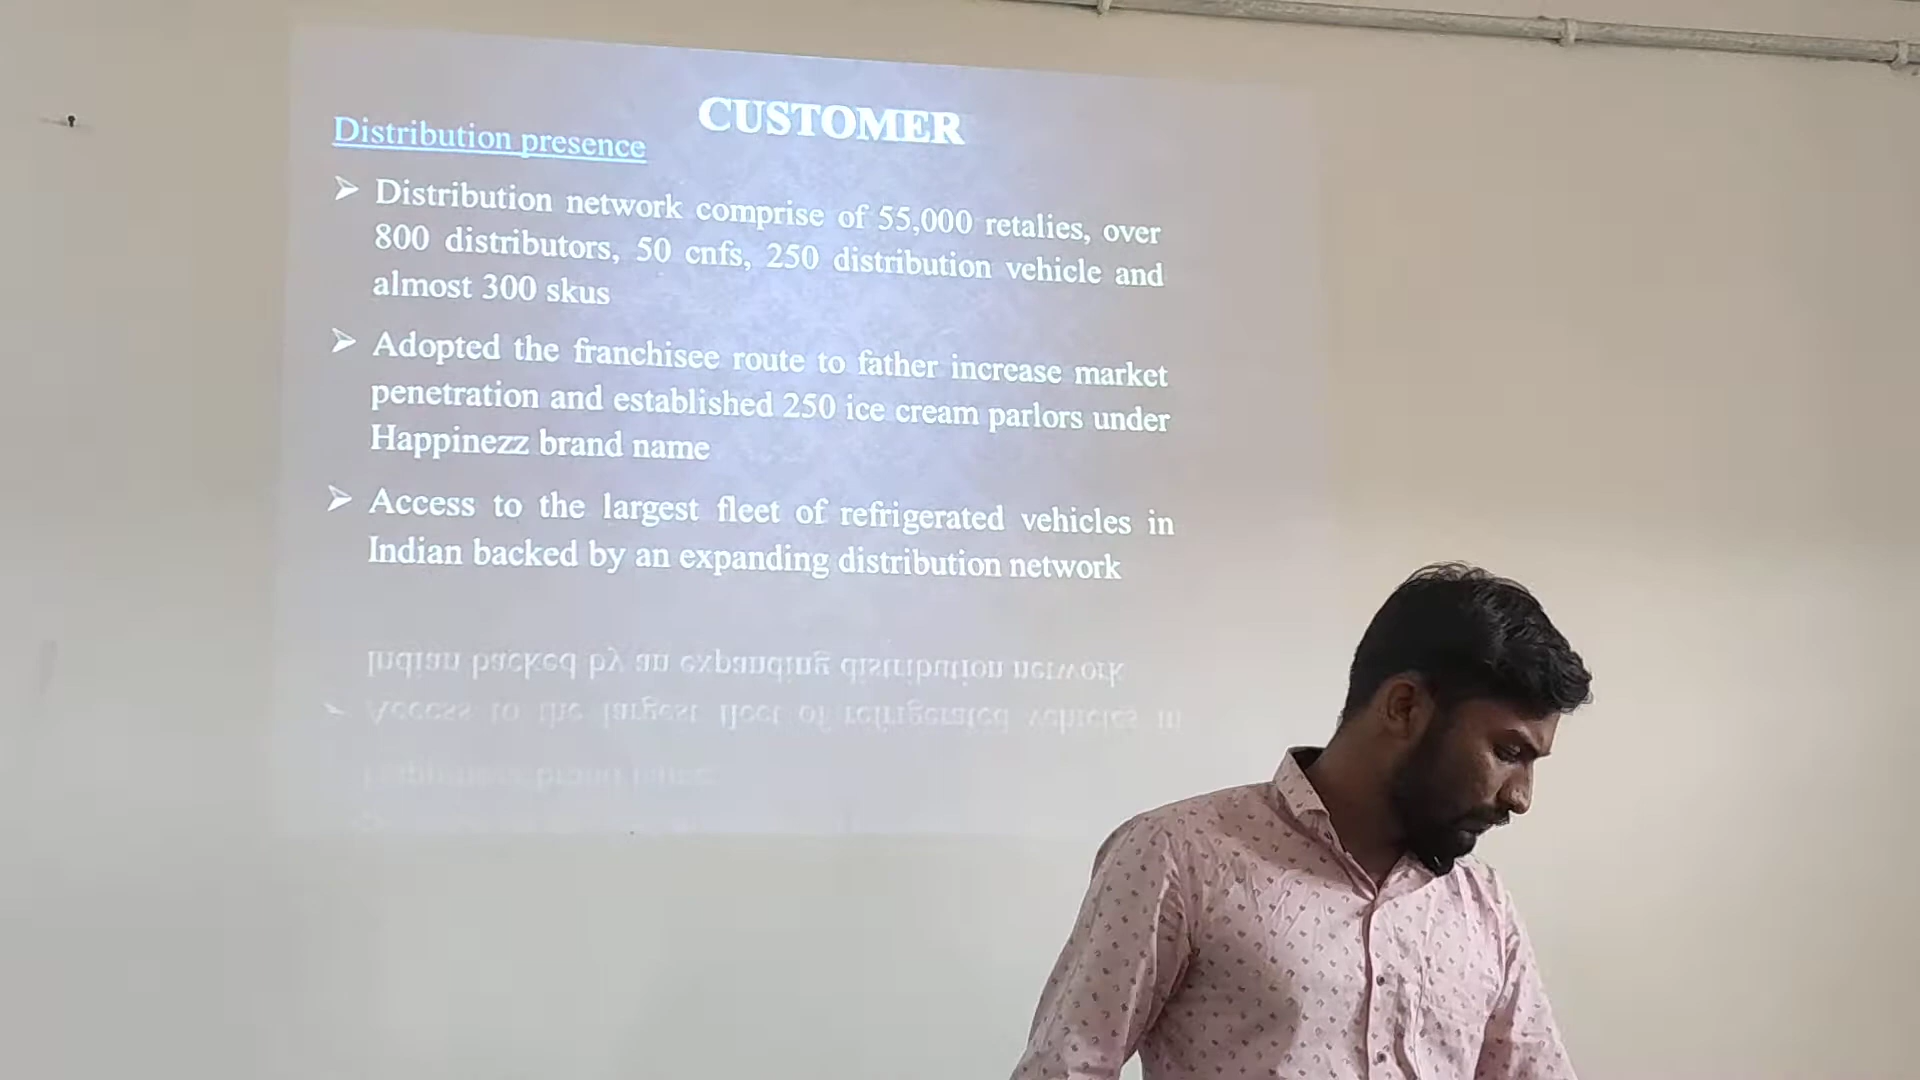 CUSTOMER
Distribution presence
➤ Distribution network comprise of 55,000 retalies, over
800 distributors, 50 cnfs, 250 distribution vehicle and
almost 300 skus
➤ Adopted the franchisee route to father increase market
penetration and established 250 ice cream parlors under
Happinezz brand name
➤ Access to the largest fleet of refrigerated vehicles in
Indian backed by an expanding distribution network